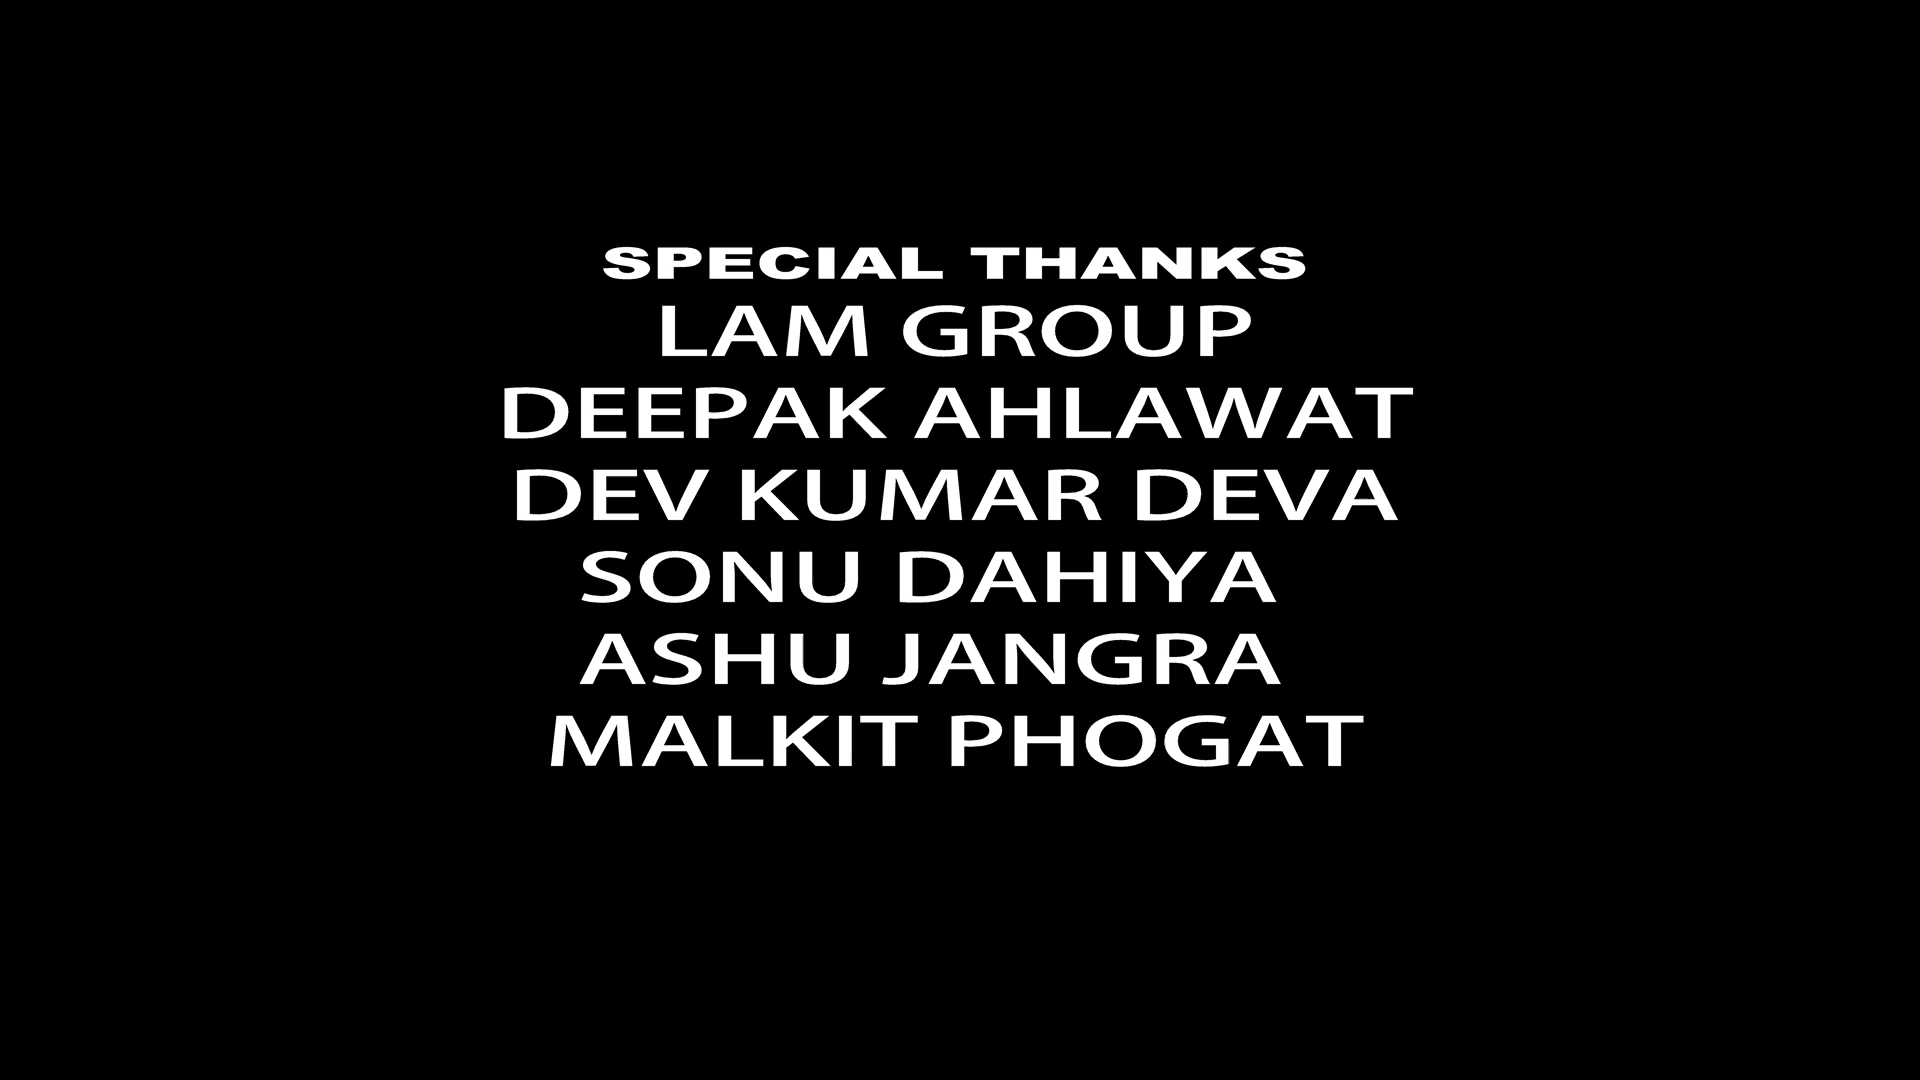 SPECIAL THANKS
LAM GROUP
DEEPAK AHLAWAT
DEV KUMAR DEVA
SONU DAHIYA
ASHU JANGRA
MALKIT PHOGAT